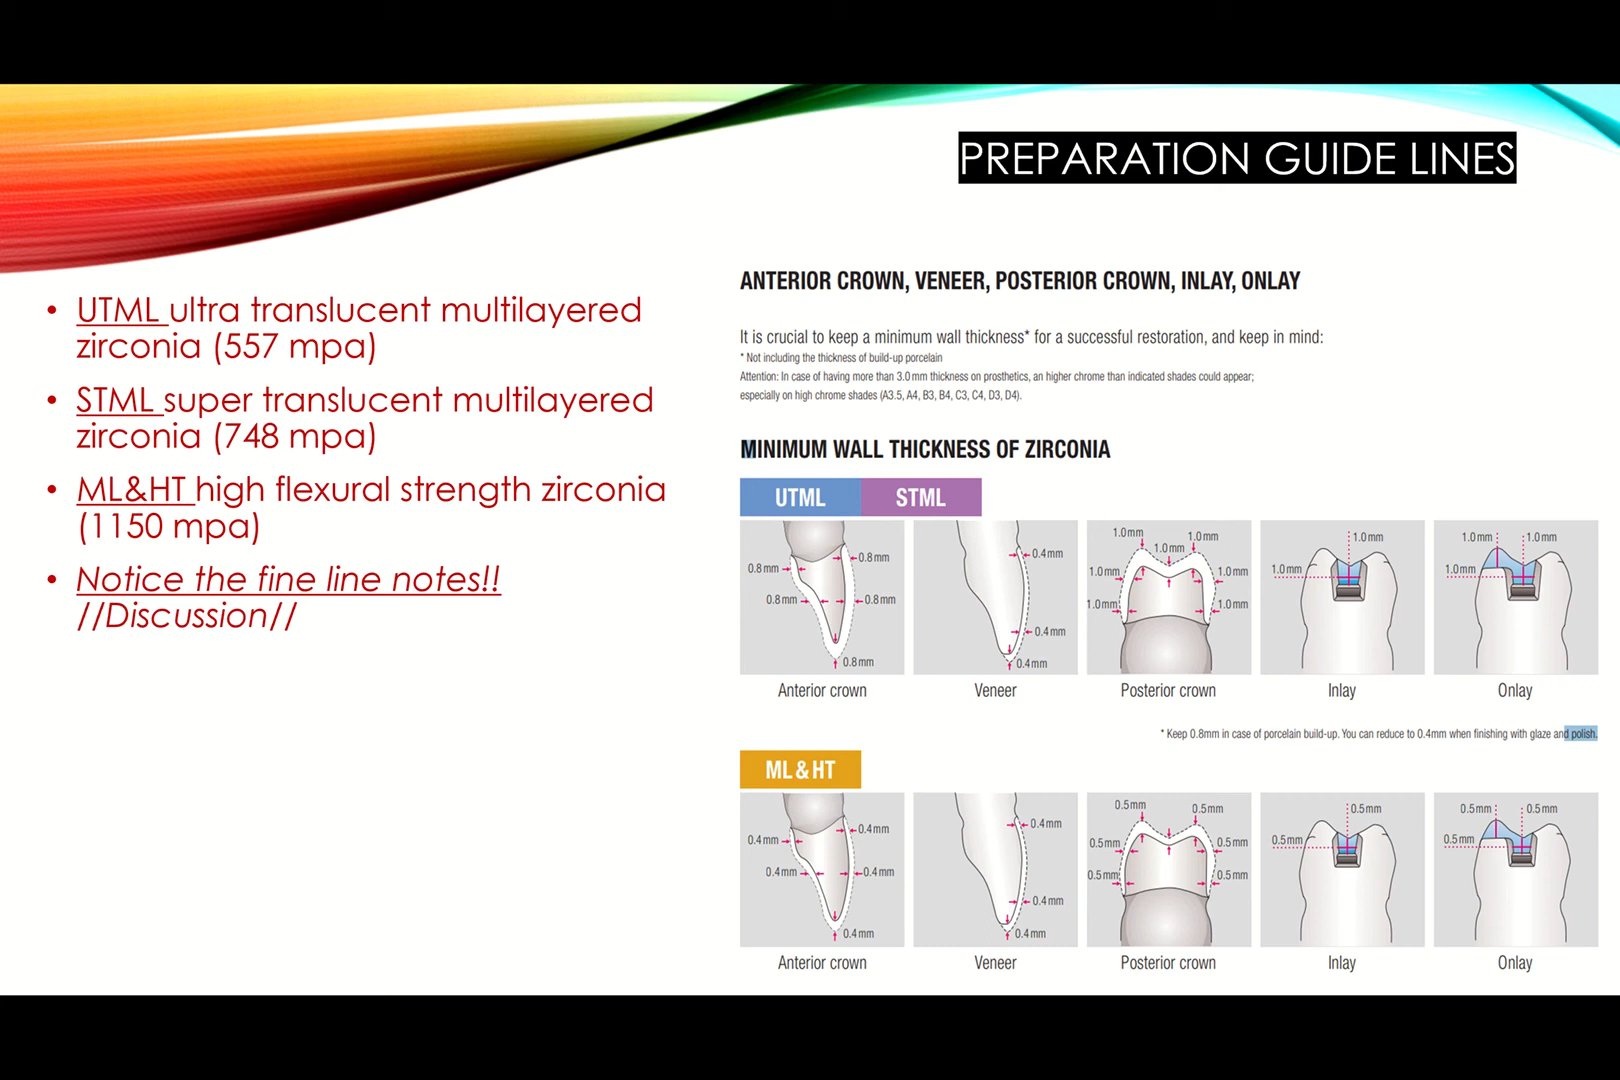 PREPARATION GUIDE LINES
• UTML ultra translucent multilayered
zirconia (557 mpa)
• STML super translucent multilayered
zirconia (748 mpa)
• ML&HT high flexural strength zirconia
(1150 mpa)
• Notice the fine line notes!!
//Discussion//
ANTERIOR CROWN, VENEER, POSTERIOR CROWN, INLAY, ONLAY
It is crucial to keep a minimum wall thickness* for a successful restoration, and keep in mind:
* Not including the thickness of build-up porcelain
Attention: In case of having more than 3.0mm thickness on prosthetics, an higher chrome than indicated shades could appear;
especially on high chrome shades (A3.5, A4, B3, B4, C3, C4, D3, D4).
MINIMUM WALL THICKNESS OF ZIRCONIA
UTML STML
0.8mm
0.8mm
0.8mm
0.8mm
0.8mm
Anterior crown
0.4mm
0.4mm
0.4mm
Veneer
1.0mm
1.0mm
1.0mm
1.0mm
1.0mm
1.0mm
1.0mm
Posterior crown
1.0mm
1.0mm
Inlay
1.0mm
1.0mm
1.0mm
Onlay
* Keep 0.8mm in case of porcelain build-up. You can reduce to 0.4mm when finishing with glaze and polish.
ML & HT
0.4mm
0.4mm
0.4mm
0.4mm
0.4mm
Anterior crown
0.4mm
0.4mm
0.4mm
Veneer
0.5mm
0.5mm
0.5mm
0.5mm
0.5mm
0.5mm
Posterior crown
0.5mm
0.5mm
Inlay
0.5mm
0.5mm
0.5mm
Onlay